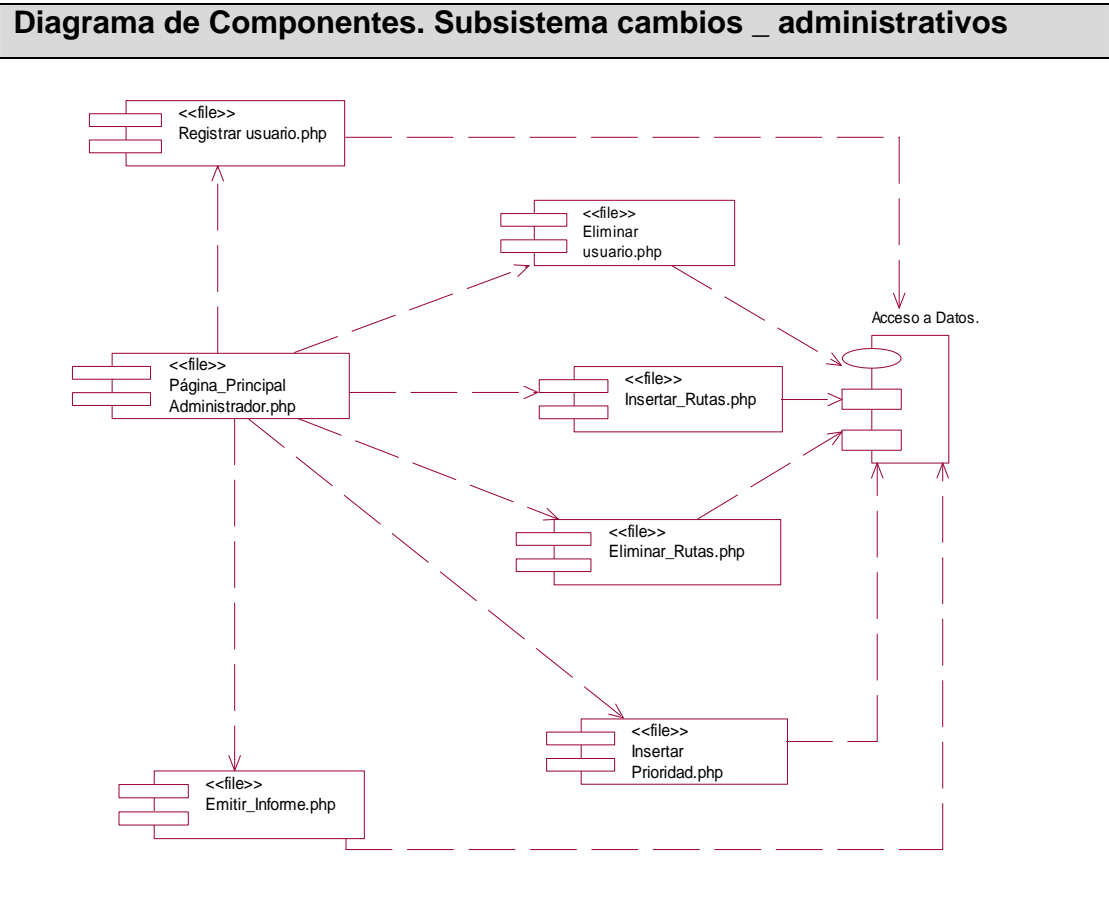 Diagrama de Componentes. Subsistema cambios _ administrativos
<<file>>
Registrar usuario.php
<<file>>
Eliminar
usuario.php
Acceso a Datos.
<<file>>
Página_Principal
Administrador.php
<<file>>
Insertar_Rutas.php
<<file>>
Eliminar_Rutas.php
<<file>>
Insertar
Prioridad.php
<<file>>
Emitir_Informe.php